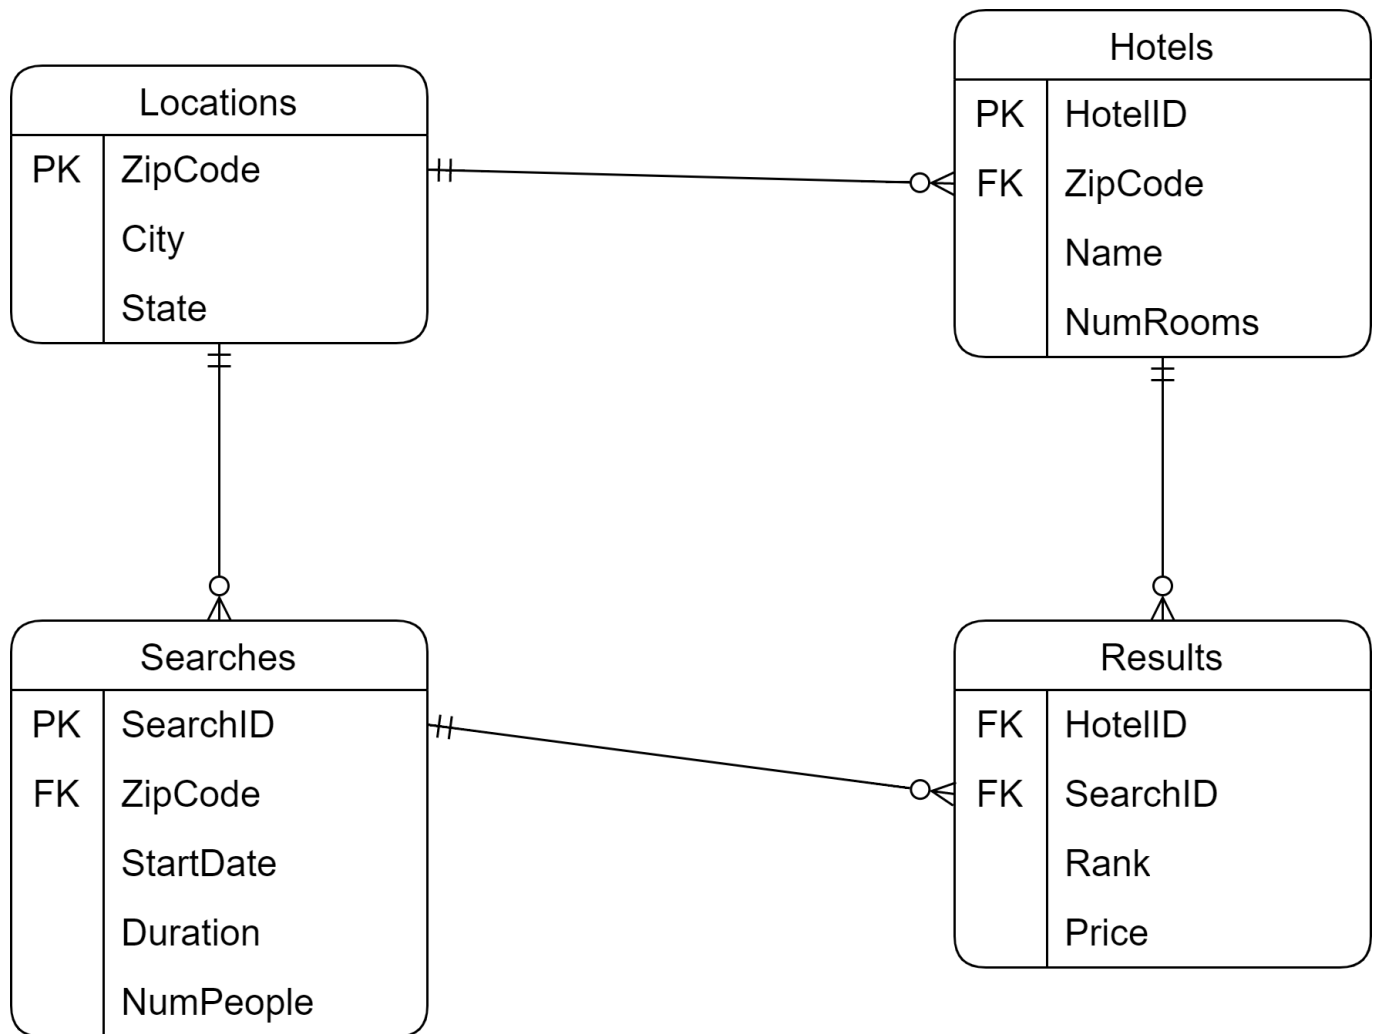 Locations
PK ZipCode
City
State
Hotels
PK HotelID
FK ZipCode
Name
NumRooms
Searches
PK SearchID
FK ZipCode
StartDate
Duration
NumPeople
Results
FK HotelID
FK SearchID
Rank
Price